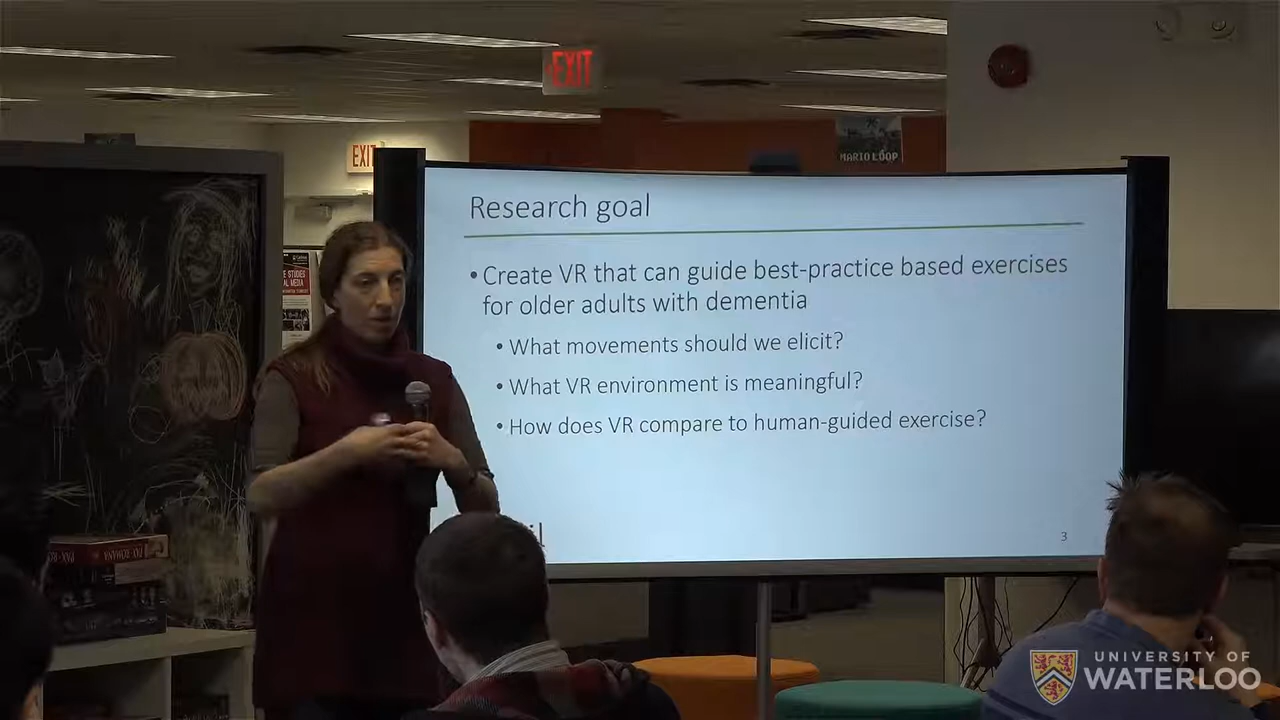 EXIT
EXIT
MARIO LOOP
Research goal
• Create VR that can guide best-practice based exercises
for older adults with dementia
• What movements should we elicit?
• What VR environment is meaningful?
• How does VR compare to human-guided exercise?
3
PAX ROMANA
UNIVERSITY OF
WATERLOO